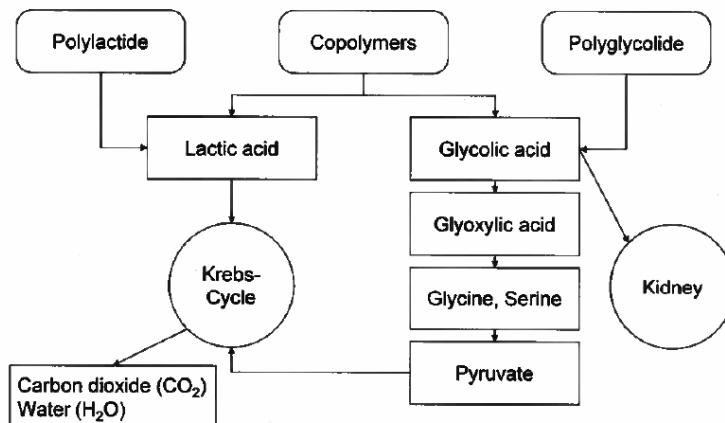 Polylactide
Copolymers
Polyglycolide
Lactic acid
Glycolic acid
Glyoxylic acid
Krebs-
Cycle
Glycine, Serine
Kidney
Pyruvate
Carbon dioxide (CO₂)
Water (H₂O)